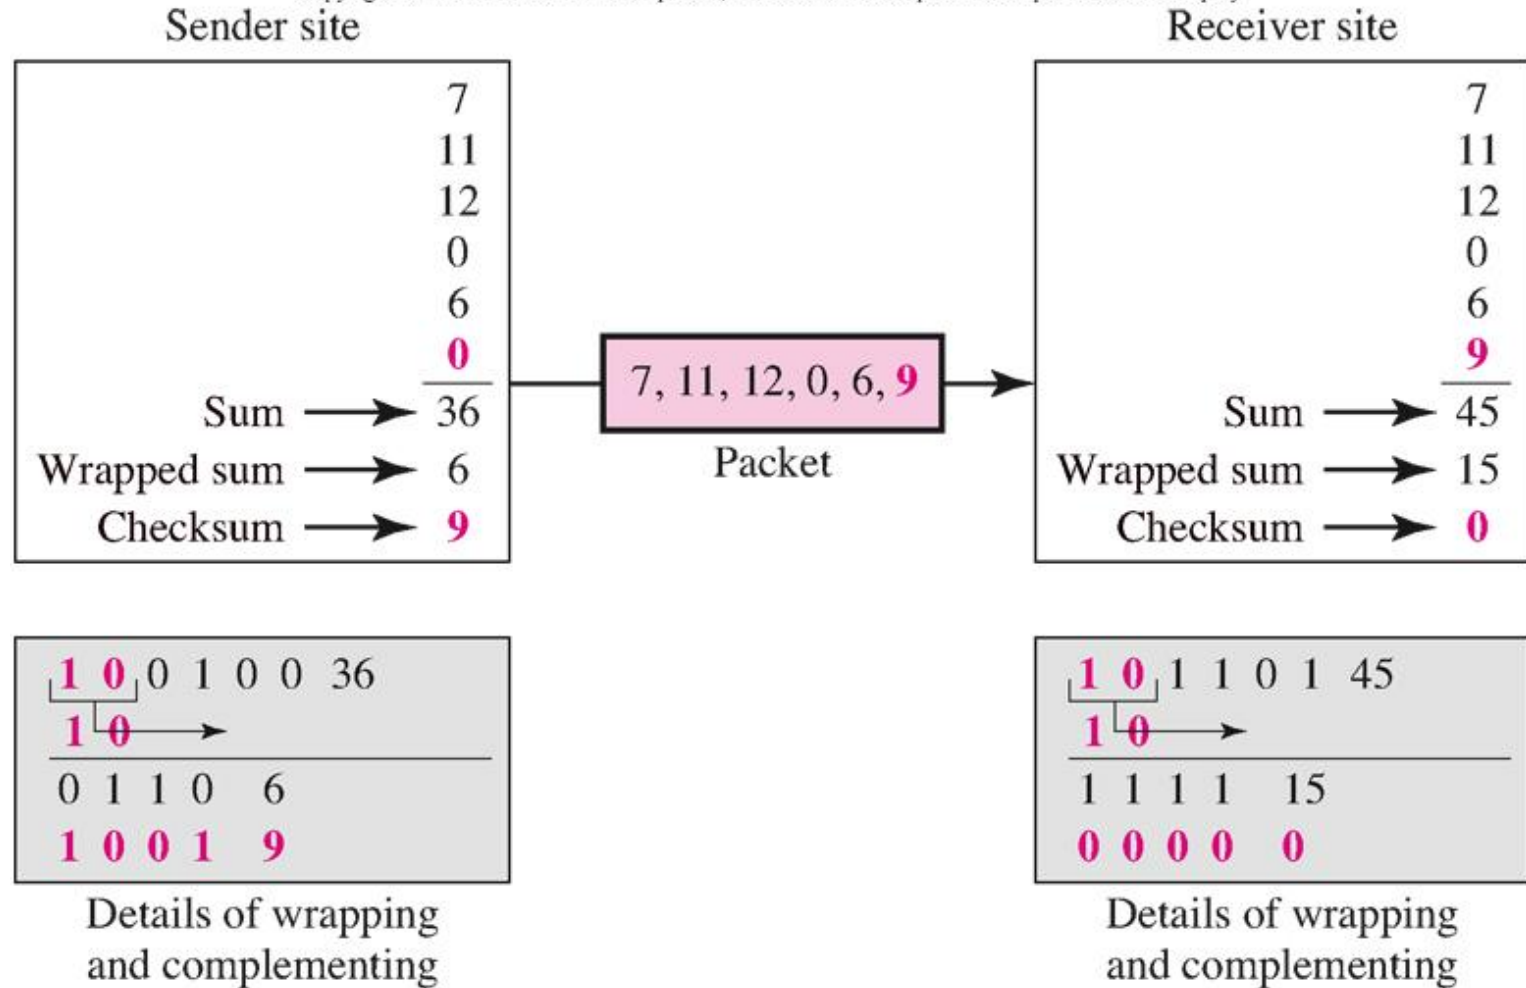 Sender site
7
11
12
0
6
0
Sum 36
Wrapped sum 6
Checksum 9
7, 11, 12, 0, 6, 9
Packet
Receiver site
7
11
12
0
6
9
Sum 45
Wrapped sum 15
Checksum 0
1 0 0 1 0 0 36
1 0
0 1 1 0 6
1 0 0 1 9
Details of wrapping
and complementing
1 0 1 1 0 1 45
1 0
1 1 1 1 15
0 0 0 0 0
Details of wrapping
and complementing